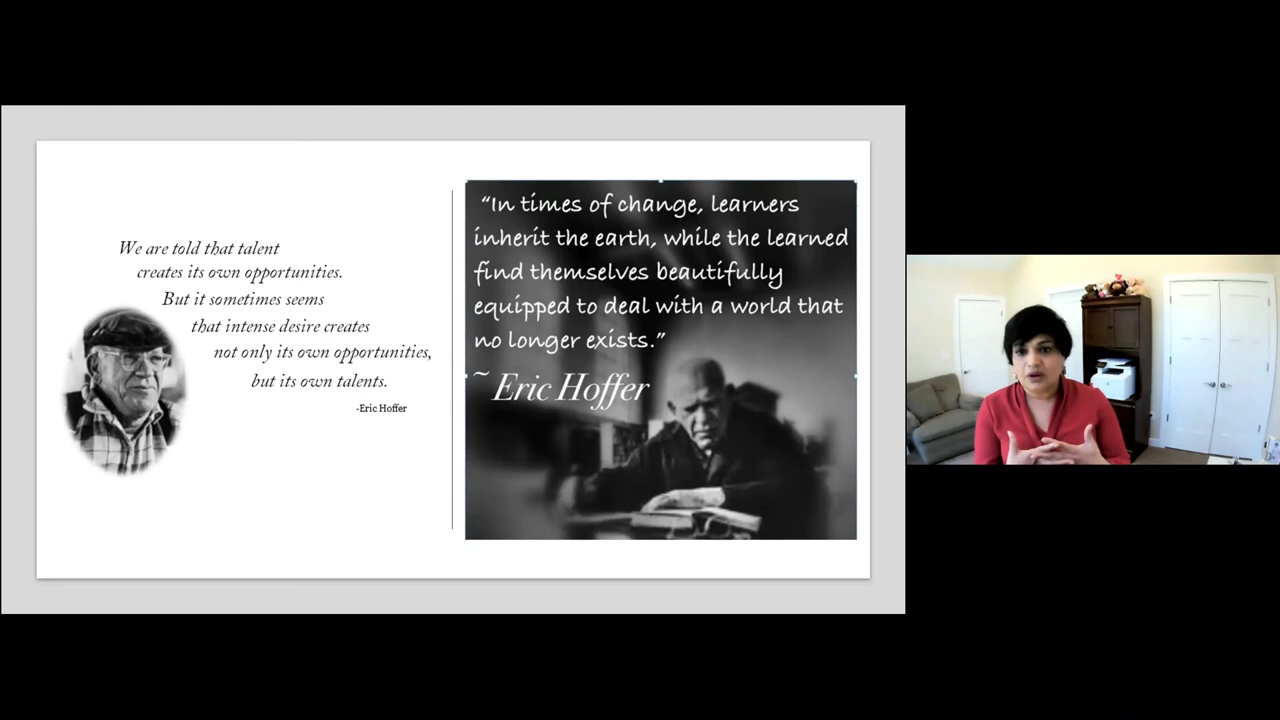 We are told that talent
creates its own opportunities.
But it sometimes seems
that intense desire creates
not only its own opportunities,
but its own talents.
-Eric Hoffer
“In times of change, learners
inherit the earth, while the learned
find themselves beautifully
equipped to deal with a world that
no longer exists.”
~ Eric Hoffer